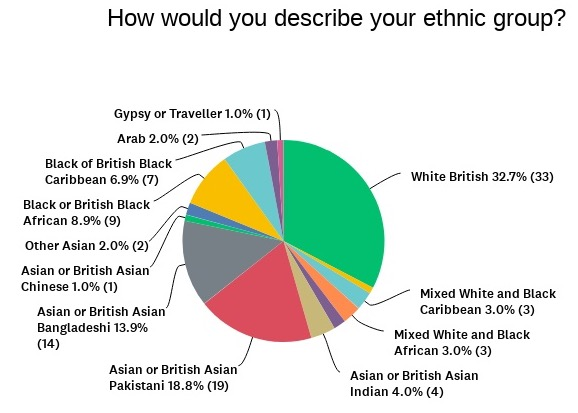 How would you describe your ethnic group?
Gypsy or Traveller 1.0% (1)
Arab 2.0% (2)
Black of British Black
Caribbean 6.9% (7)
Black or British Black
African 8.9% (9)
Other Asian 2.0% (2)
Asian or British Asian
Chinese 1.0% (1)
Asian or British Asian
Bangladeshi 13.9%
(14)
Asian or British Asian
Pakistani 18.8% (19)
White British 32.7% (33)
Mixed White and Black
Caribbean 3.0% (3)
Mixed White and Black
African 3.0% (3)
Asian or British Asian
Indian 4.0% (4)